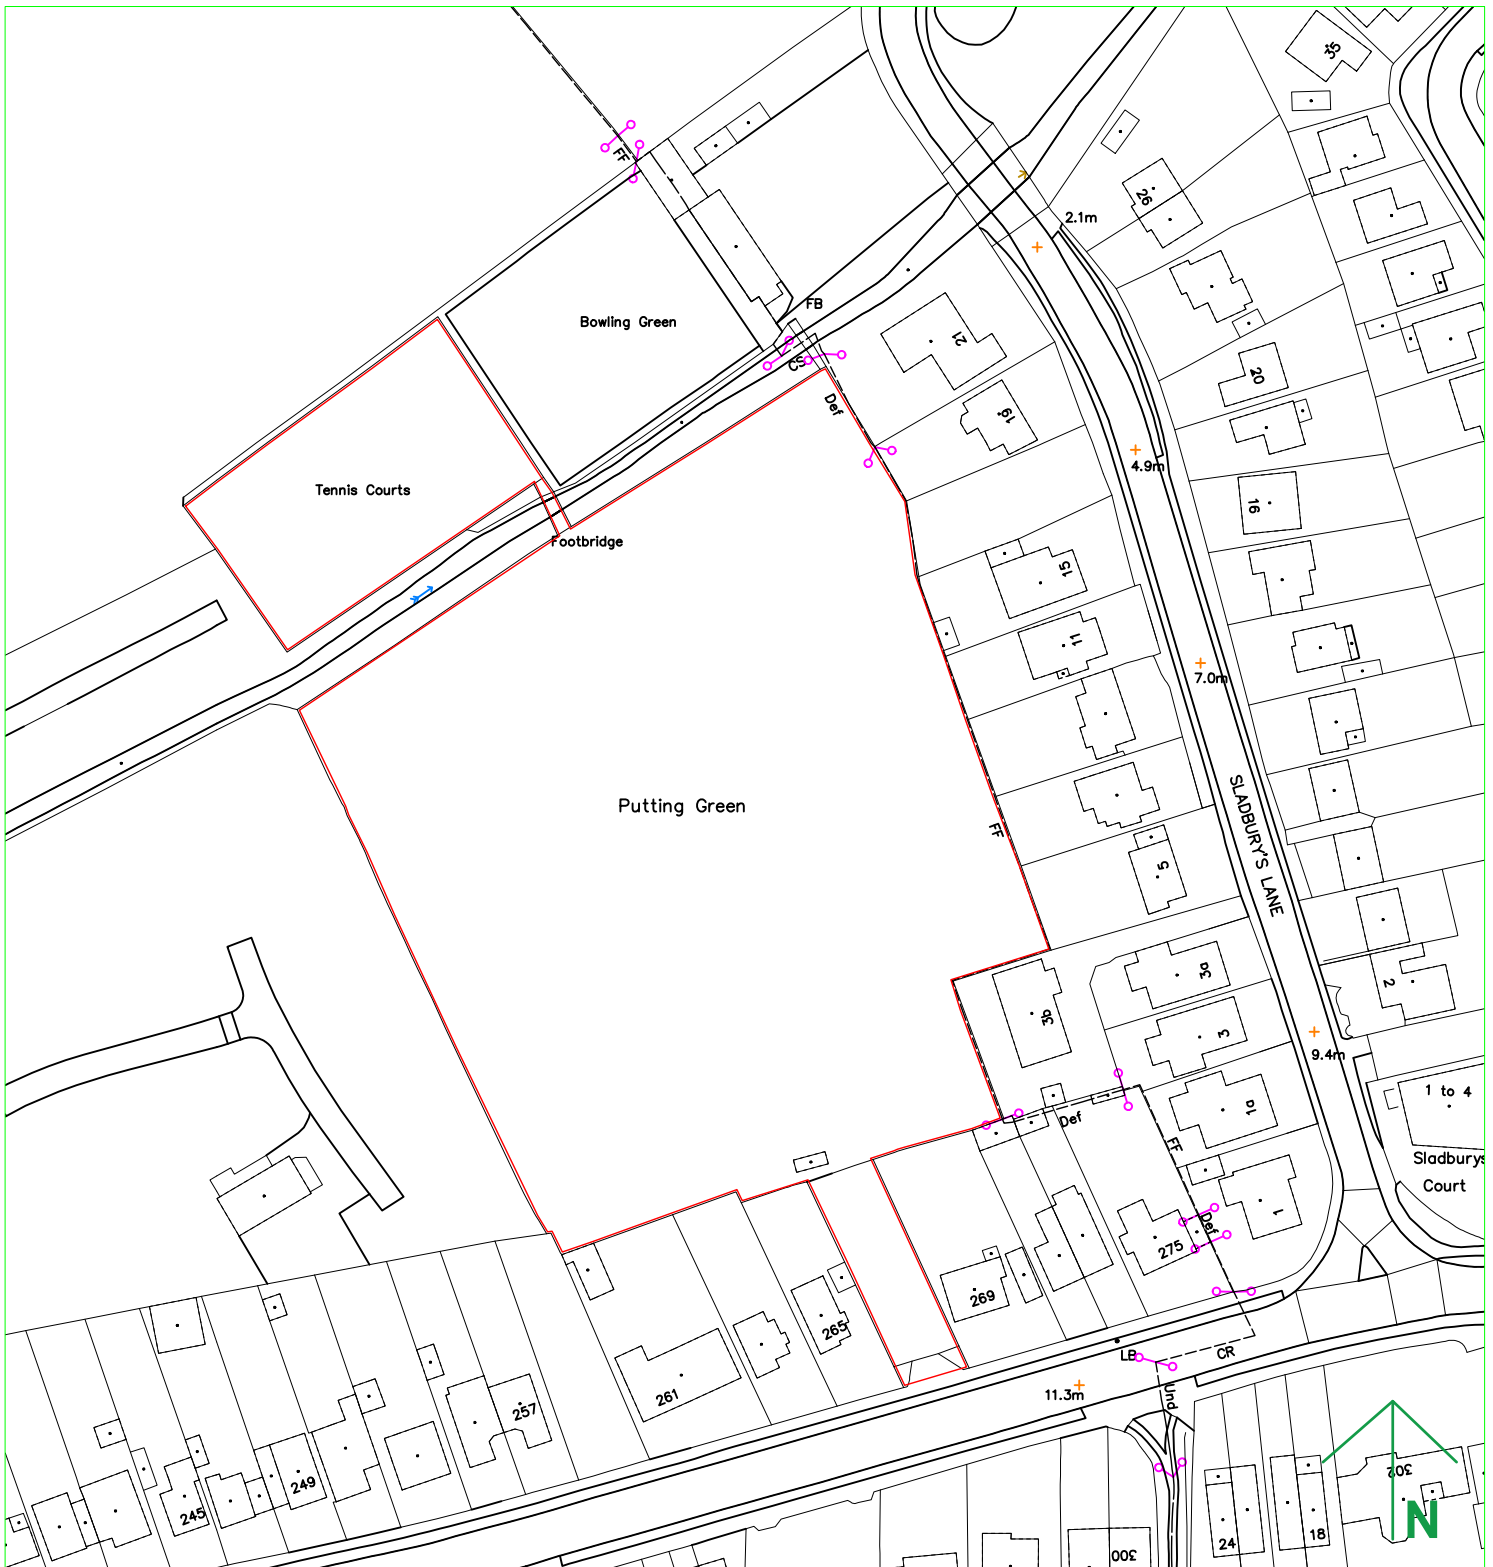 35
FF
26
2.1m
FB
Bowling Green
21
CS
20
Def
19
4.9m
Tennis Courts
16
Footbridge
15
11
7.0m
Putting Green
SLADBURY'S LANE
FF
5
3a
2
3b
3
9.4m
1 to 4
1a
Def
FF
Sladburys
Court
1
Def
275
269
265
CR
LB
11.3m
Und
261
257
302
249
245
N
18
24
300